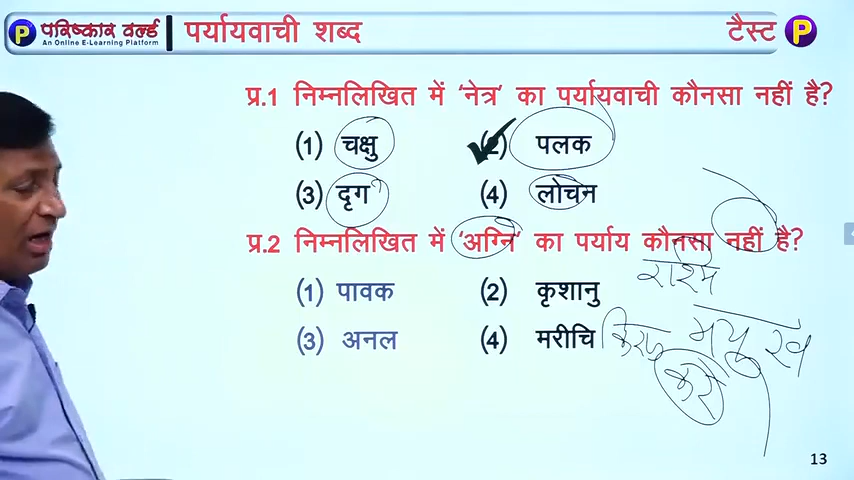 परिष्कार वर्ल्ड
An Online E-Learning Platform
पर्यायवाची शब्द
टैस्ट
प्र.1 निम्नलिखित में ‘नेत्र’ का पर्यायवाची कौनसा नहीं है?
(1) चक्षु (2) पलक
(3) दृग (4) लोचन
प्र.2 निम्नलिखित में ‘अग्नि’ का पर्याय कौनसा नहीं है?
रश्मि
(1) पावक (2) कृशानु
(3) अनल (4) मरीचि किरण मयूख
कर
13